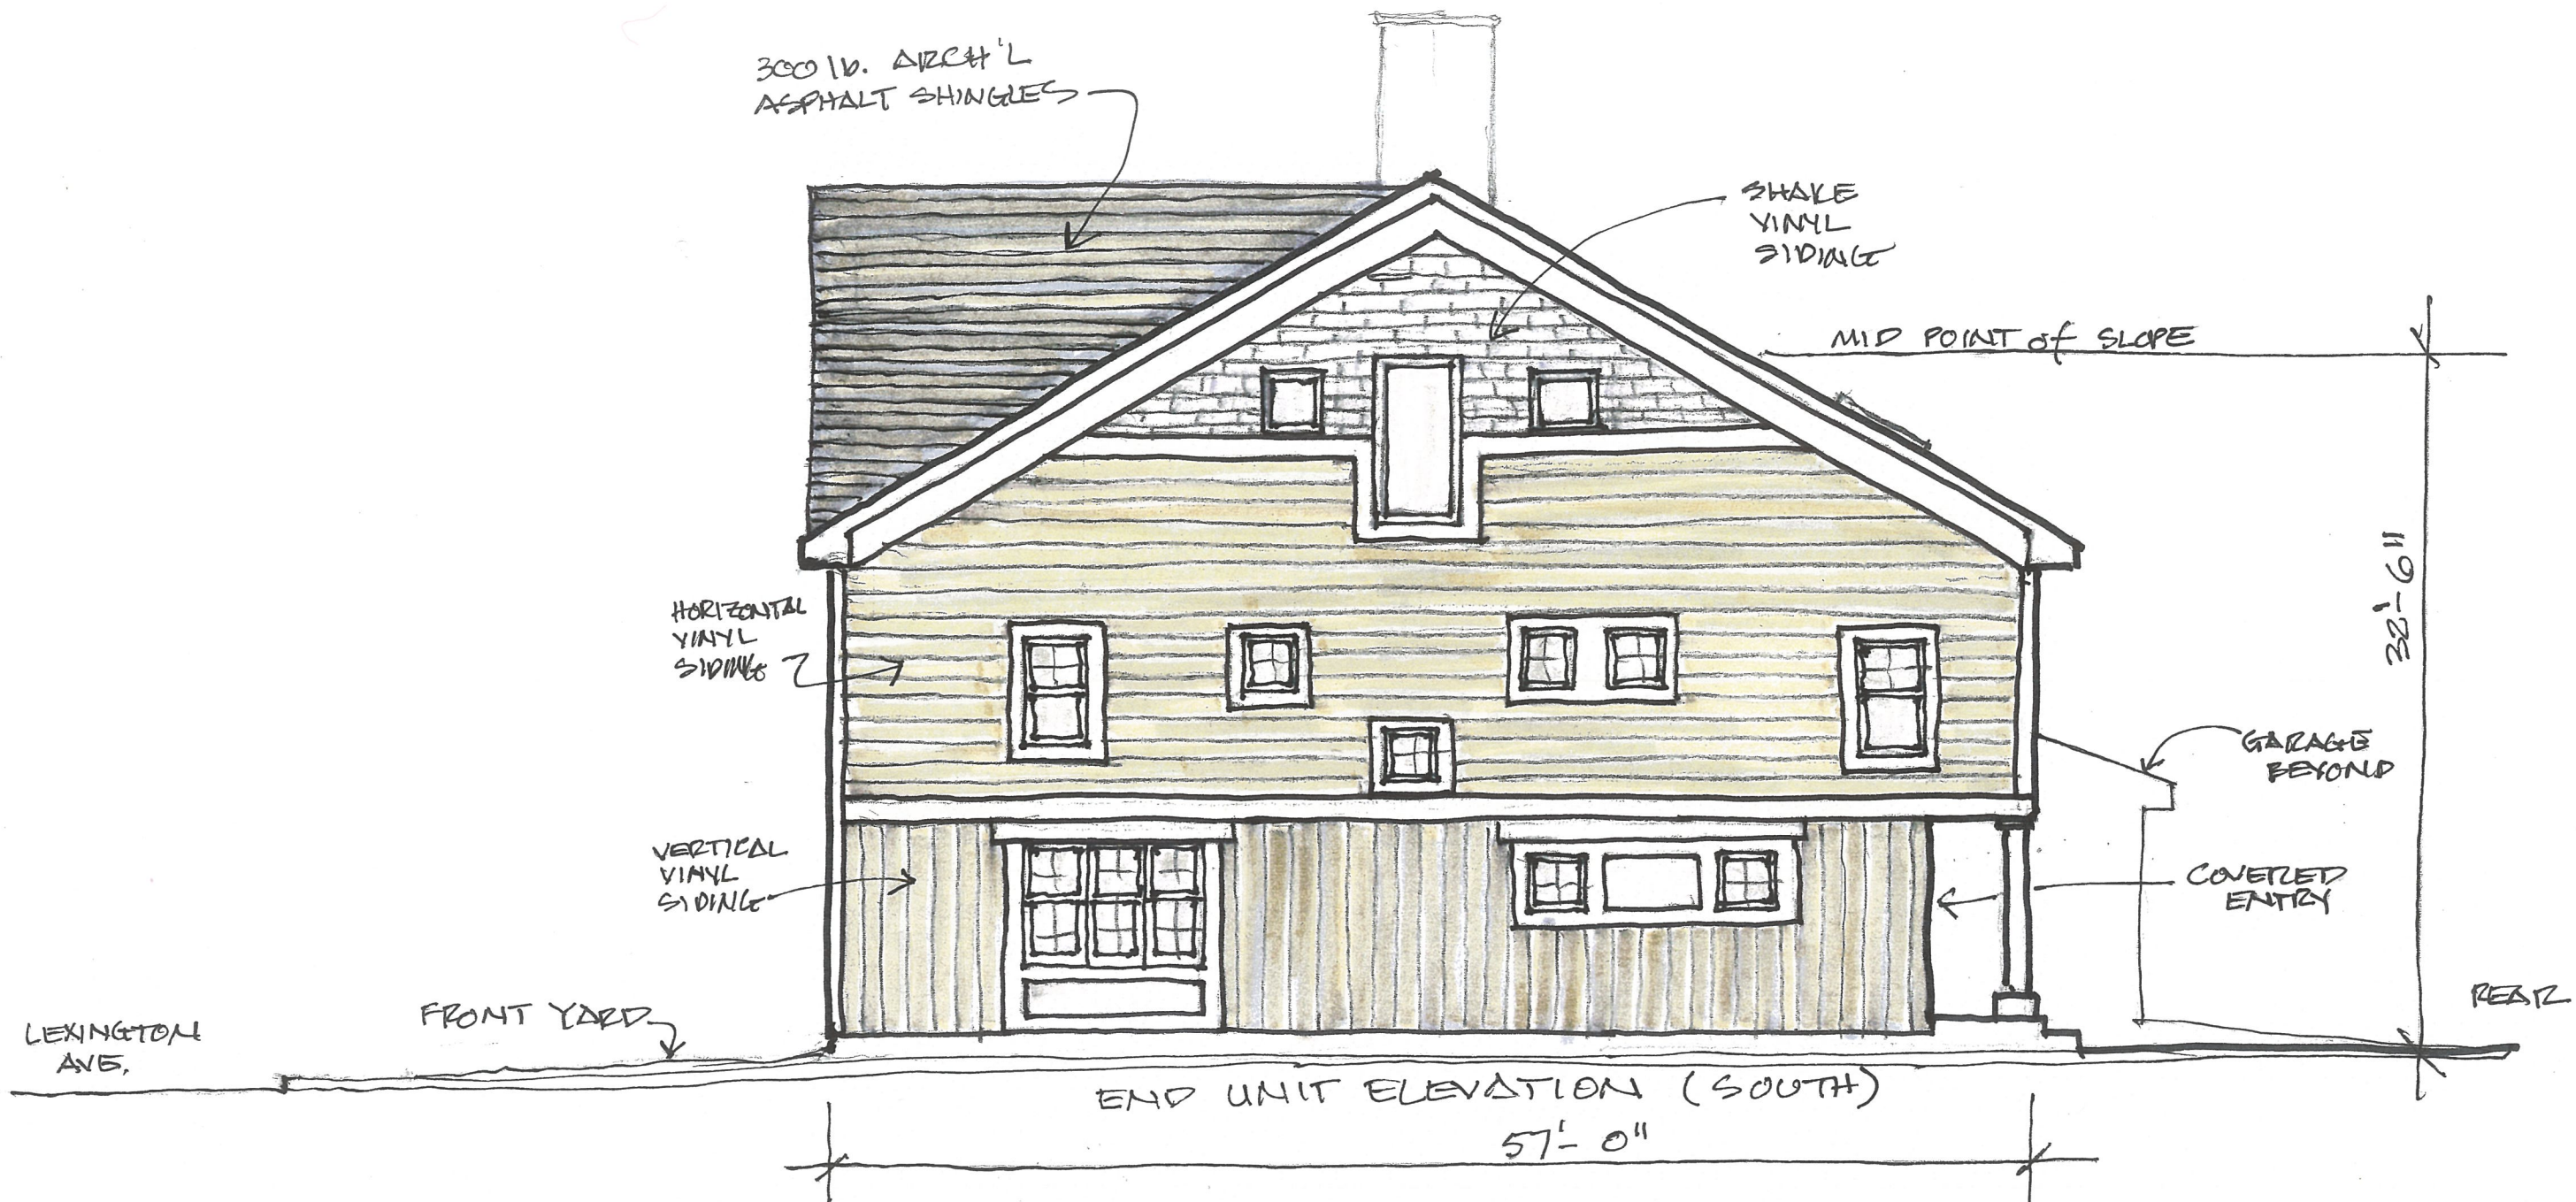 300 lb. ARCH'L
ASPHALT SHINGLES
SHAKE
VINYL
SIDING
MID POINT of SLOPE
32'-6"
HORIZONTAL
VINYL
SIDING
GARAGE
BEYOND
VERTICAL
VINYL
SIDING
COVERED
ENTRY
LEXINGTON
AVE.
FRONT YARD
REAR
END UNIT ELEVATION (SOUTH)
57'-0"